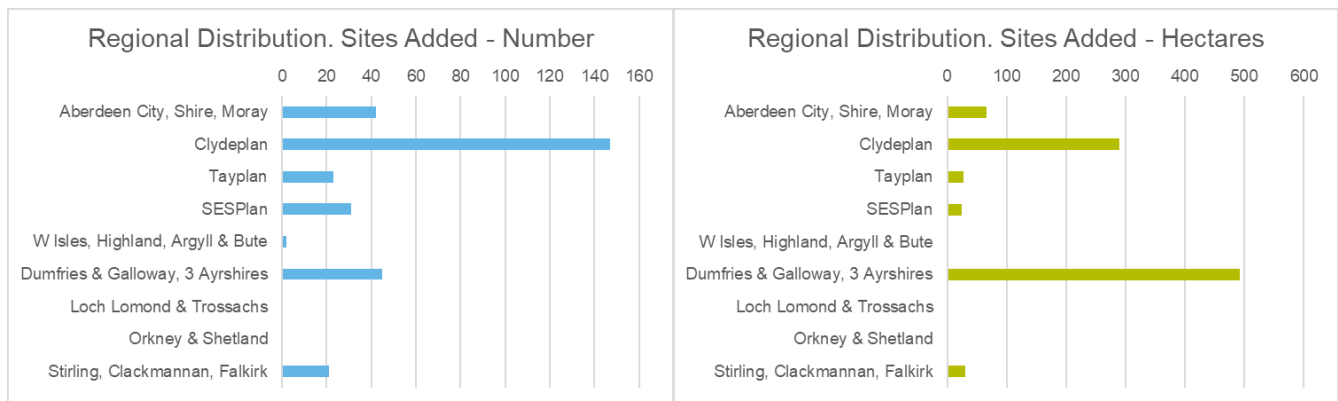 Regional Distribution. Sites Added - Number
0 20 40 60 80 100 120 140 160
Aberdeen City, Shire, Moray
Clydeplan
Tayplan
SESPlan
W Isles, Highland, Argyll & Bute
Dumfries & Galloway, 3 Ayrshires
Loch Lomond & Trossachs
Orkney & Shetland
Stirling, Clackmannan, Falkirk
Regional Distribution. Sites Added - Hectares
0 100 200 300 400 500 600
Aberdeen City, Shire, Moray
Clydeplan
Tayplan
SESPlan
W Isles, Highland, Argyll & Bute
Dumfries & Galloway, 3 Ayrshires
Loch Lomond & Trossachs
Orkney & Shetland
Stirling, Clackmannan, Falkirk